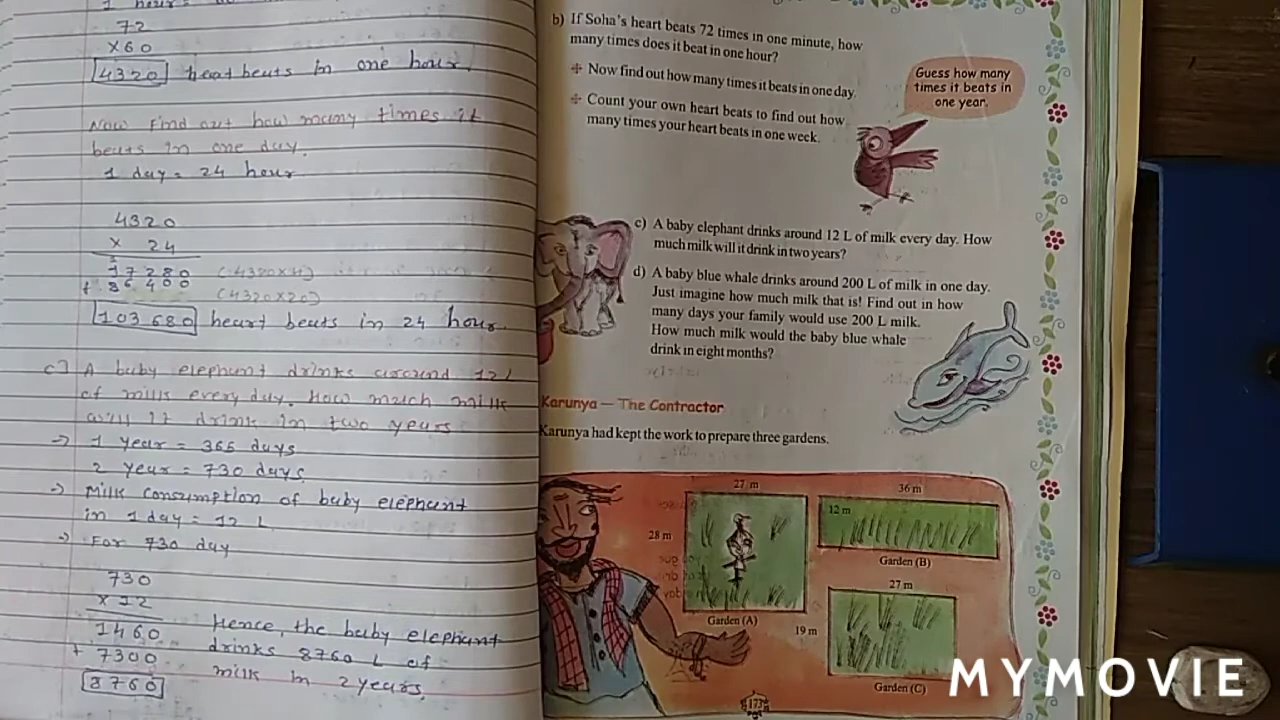 72
x60
4320 heart beats in one hour.
Now find out how many times it
beats in one day.
1 day = 24 hour
4320
x 24
17280 (4320x4)
+ 86400 (4320x20)
103680 heart beats in 24 hour.
c) A baby elephant drinks around 12L
of milk every day. How much milk
will it drink in two years
→ 1 year = 365 days
2 year = 730 days.
→ Milk consumption of baby elephant
in 1 day = 12 L
→ For 730 day
730
x 12
1460
+ 7300
8760
Hence, the baby elephant
drinks 8760 L of
milk in 2 years.
b) If Soha's heart beats 72 times in one minute, how
many times does it beat in one hour?
Now find out how many times it beats in one day.
Count your own heart beats to find out how
many times your heart beats in one week.
Guess how many
times it beats in
one year.
c) A baby elephant drinks around 12 L of milk every day. How
much milk will it drink in two years?
d) A baby blue whale drinks around 200 L of milk in one day.
Just imagine how much milk that is! Find out in how
many days your family would use 200 L milk.
How much milk would the baby blue whale
drink in eight months?
Karunya — The Contractor
Karunya had kept the work to prepare three gardens.
27 m
28 m
Garden (A)
36 m
12 m
Garden (B)
27 m
19 m
Garden (C)
173
MYMOVIE